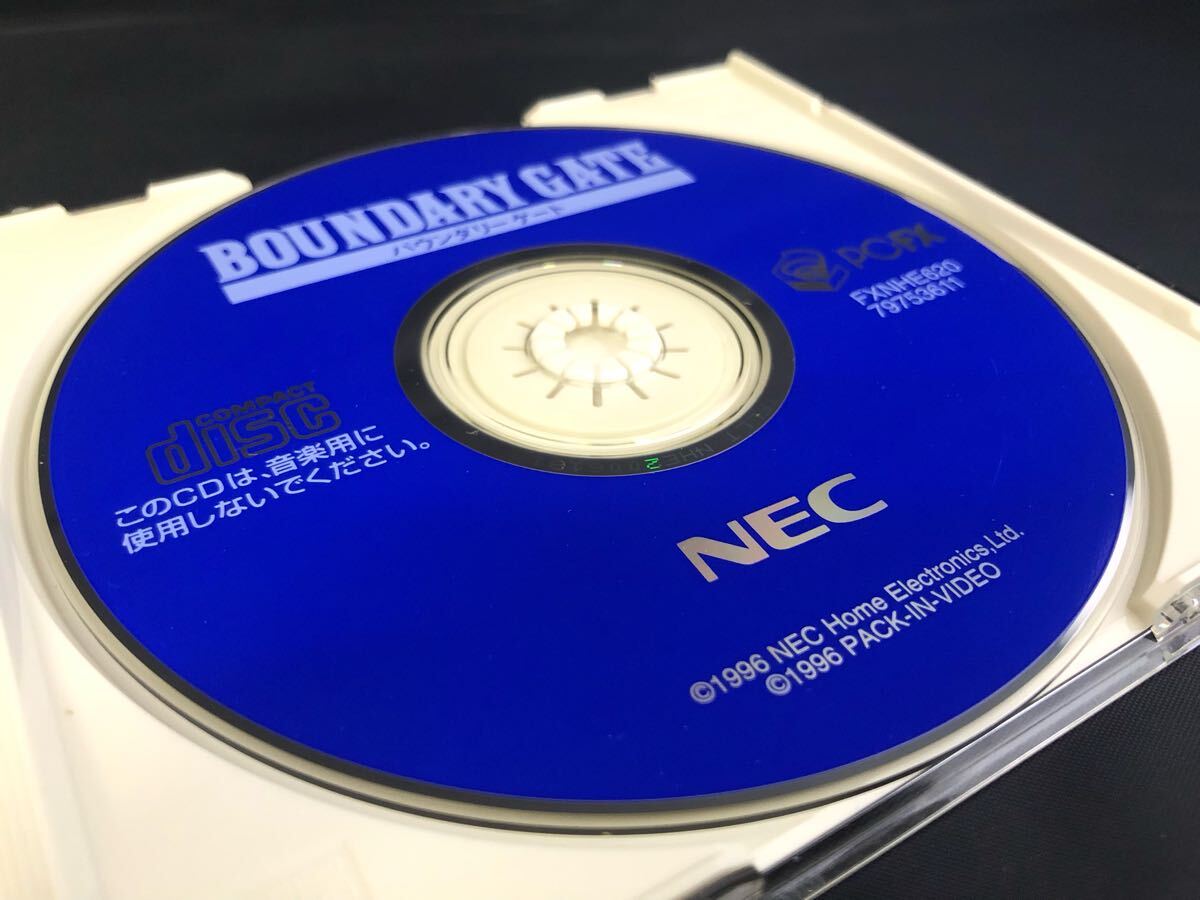 BOUNDARY GATE
バウンダリーゲート
PC-FX
FXNHE620
79753611
COMPACT
disc
このCDは、音楽用に
使用しないでください。
NEC
©1996 NEC Home Electronics,Ltd.
©1996 PACK-IN-VIDEO